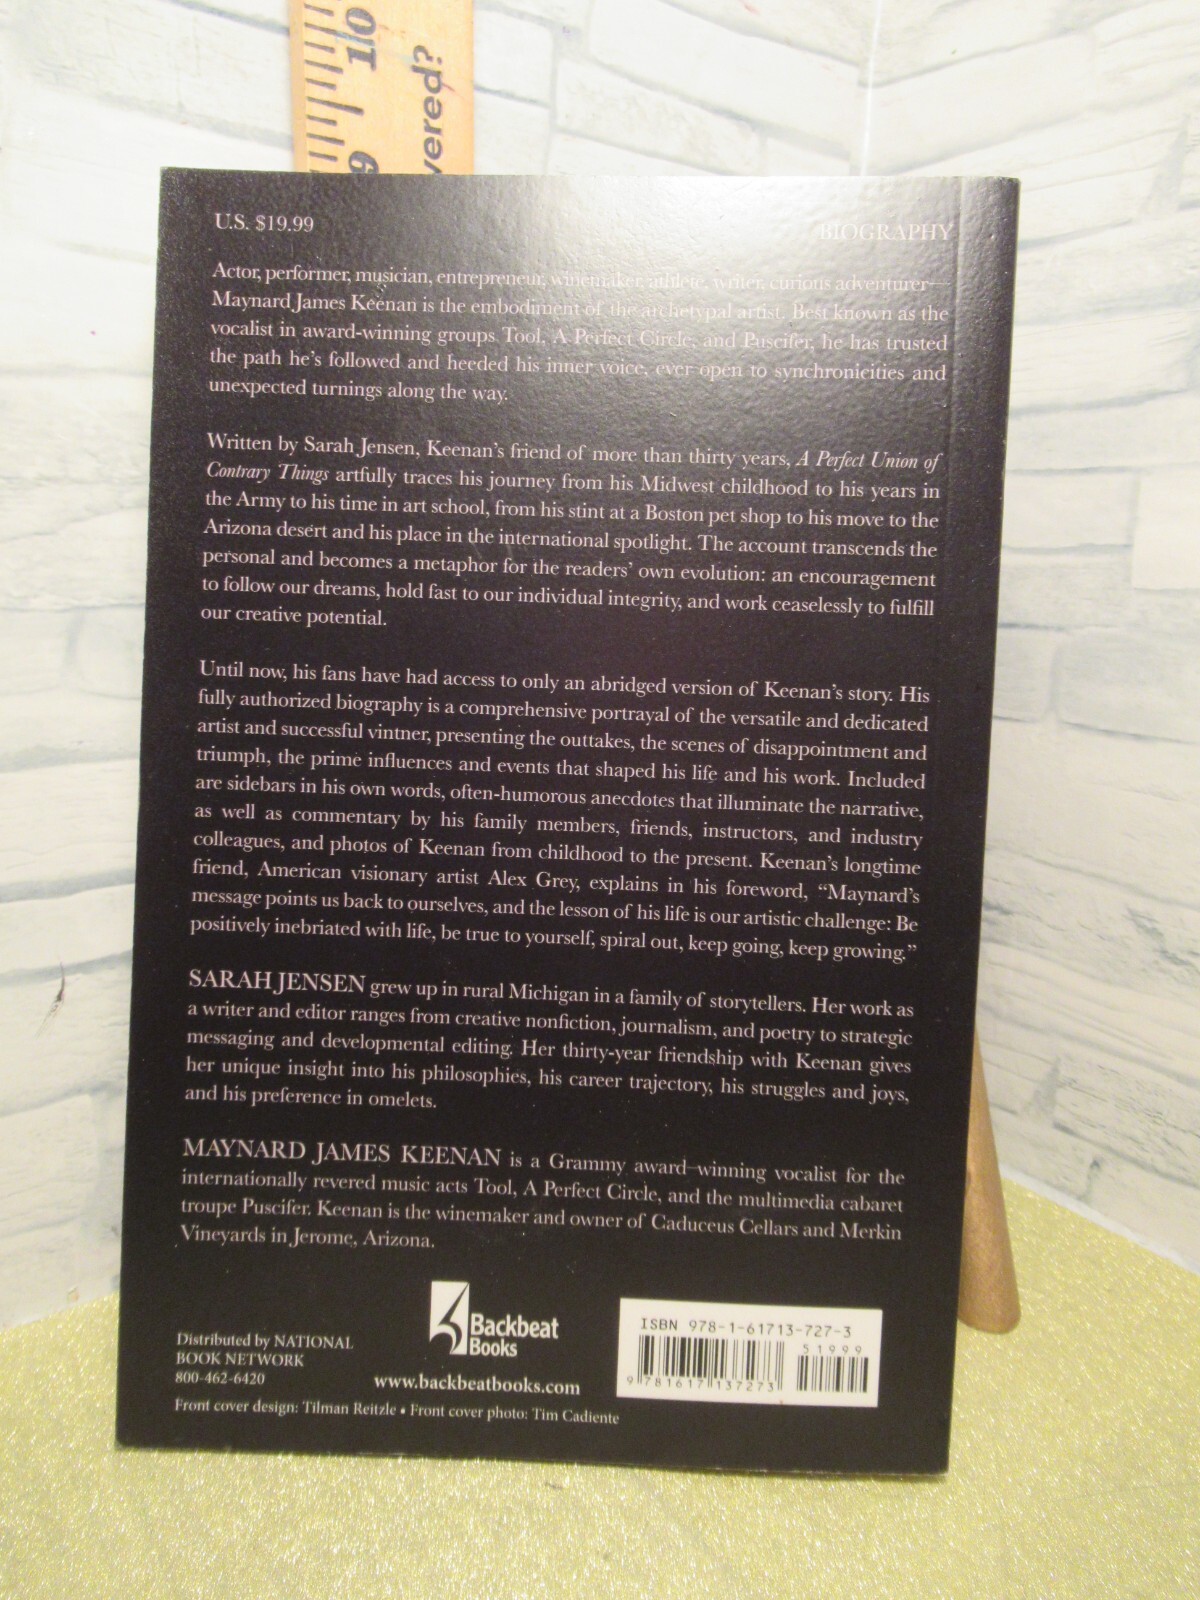 10
vered?
9
U.S. $19.99
BIOGRAPHY
Actor, performer, musician, entrepreneur, winemaker, athlete, writer, curious adventurer—
Maynard James Keenan is the embodiment of the archetypal artist. Best known as the
vocalist in award-winning groups Tool, A Perfect Circle, and Puscifer, he has trusted
the path he's followed and heeded his inner voice, ever open to synchronicities and
unexpected turnings along the way.
Written by Sarah Jensen, Keenan's friend of more than thirty years, A Perfect Union of
Contrary Things artfully traces his journey from his Midwest childhood to his years in
the Army to his time in art school, from his stint at a Boston pet shop to his move to the
Arizona desert and his place in the international spotlight. The account transcends the
personal and becomes a metaphor for the readers' own evolution: an encouragement
to follow our dreams, hold fast to our individual integrity, and work ceaselessly to fulfill
our creative potential.
Until now, his fans have had access to only an abridged version of Keenan's story. His
fully authorized biography is a comprehensive portrayal of the versatile and dedicated
artist and successful vintner, presenting the outtakes, the scenes of disappointment and
triumph, the prime influences and events that shaped his life and his work. Included
are sidebars in his own words, often-humorous anecdotes that illuminate the narrative,
as well as commentary by his family members, friends, instructors, and industry
colleagues, and photos of Keenan from childhood to the present. Keenan's longtime
friend, American visionary artist Alex Grey, explains in his foreword, “Maynard's
message points us back to ourselves, and the lesson of his life is our artistic challenge: Be
positively inebriated with life, be true to yourself, spiral out, keep going, keep growing.”
SARAH JENSEN grew up in rural Michigan in a family of storytellers. Her work as
a writer and editor ranges from creative nonfiction, journalism, and poetry to strategic
messaging and developmental editing. Her thirty-year friendship with Keenan gives
her unique insight into his philosophies, his career trajectory, his struggles and joys,
and his preference in omelets.
MAYNARD JAMES KEENAN is a Grammy award–winning vocalist for the
internationally revered music acts Tool, A Perfect Circle, and the multimedia cabaret
troupe Puscifer. Keenan is the winemaker and owner of Caduceus Cellars and Merkin
Vineyards in Jerome, Arizona.
Distributed by NATIONAL
BOOK NETWORK
800-462-6420
Backbeat
Books
www.backbeatbooks.com
ISBN 978-1-61713-727-3
51999
9 781617 137273
Front cover design: Tilman Reitzle • Front cover photo: Tim Cadiente